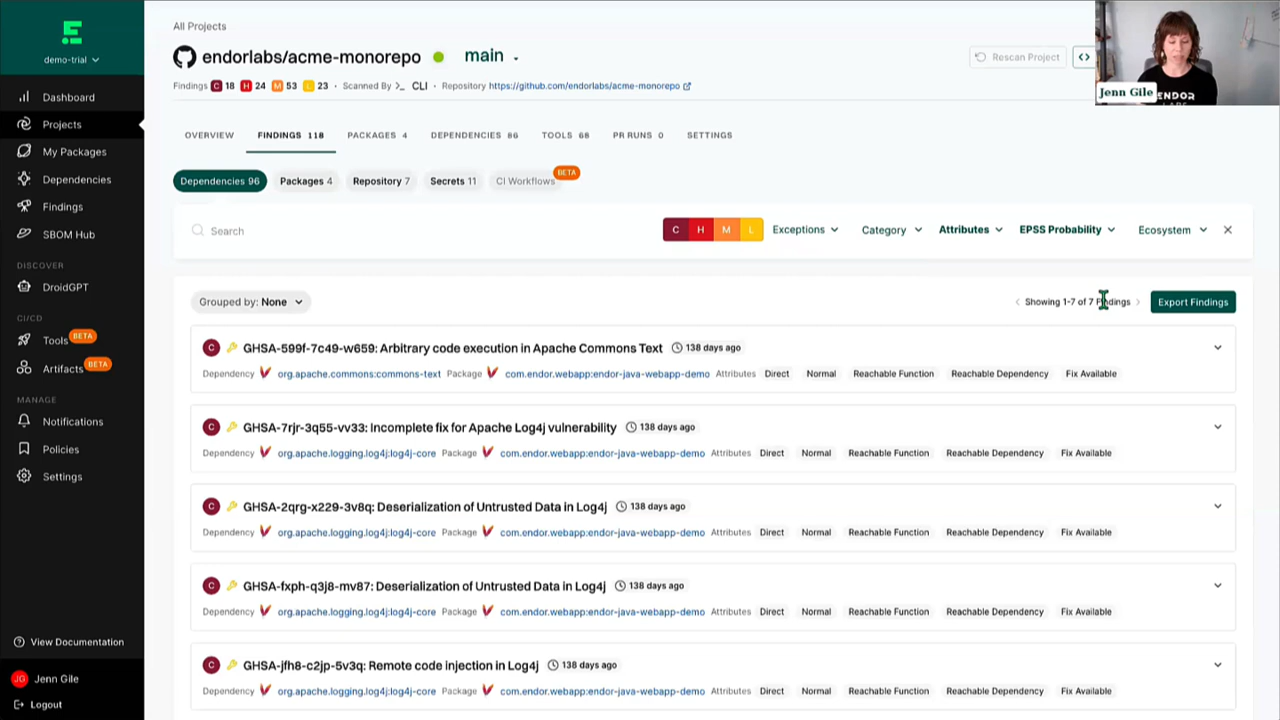 demo-trial
Dashboard
Projects
My Packages
Dependencies
Findings
SBOM Hub
DISCOVER
DroidGPT
CI/CD
Tools BETA
Artifacts BETA
MANAGE
Notifications
Policies
Settings
View Documentation
JG Jenn Gile
Logout
All Projects
endorlabs/acme-monorepo main
Rescan Project
Findings C 18 H 24 M 53 L 23 · Scanned By CLI · Repository https://github.com/endorlabs/acme-monorepo
Jenn Gile
ENDOR
OVERVIEW FINDINGS 118 PACKAGES 4 DEPENDENCIES 86 TOOLS 68 PR RUNS 0 SETTINGS
Dependencies 96 Packages 4 Repository 7 Secrets 11 CI Workflows BETA
Search C H M L Exceptions Category Attributes EPSS Probability Ecosystem
Grouped by: None Showing 1-7 of 7 Findings Export Findings
C GHSA-599f-7c49-w659: Arbitrary code execution in Apache Commons Text 138 days ago
Dependency org.apache.commons:commons-text Package com.endor.webapp:endor-java-webapp-demo Attributes Direct Normal Reachable Function Reachable Dependency Fix Available
C GHSA-7rjr-3q55-vv33: Incomplete fix for Apache Log4j vulnerability 138 days ago
Dependency org.apache.logging.log4j:log4j-core Package com.endor.webapp:endor-java-webapp-demo Attributes Direct Normal Reachable Function Reachable Dependency Fix Available
C GHSA-2qrg-x229-3v8q: Deserialization of Untrusted Data in Log4j 138 days ago
Dependency org.apache.logging.log4j:log4j-core Package com.endor.webapp:endor-java-webapp-demo Attributes Direct Normal Reachable Function Reachable Dependency Fix Available
C GHSA-fxph-q3j8-mv87: Deserialization of Untrusted Data in Log4j 138 days ago
Dependency org.apache.logging.log4j:log4j-core Package com.endor.webapp:endor-java-webapp-demo Attributes Direct Normal Reachable Function Reachable Dependency Fix Available
C GHSA-jfh8-c2jp-5v3q: Remote code injection in Log4j 138 days ago
Dependency org.apache.logging.log4j:log4j-core Package com.endor.webapp:endor-java-webapp-demo Attributes Direct Normal Reachable Function Reachable Dependency Fix Available